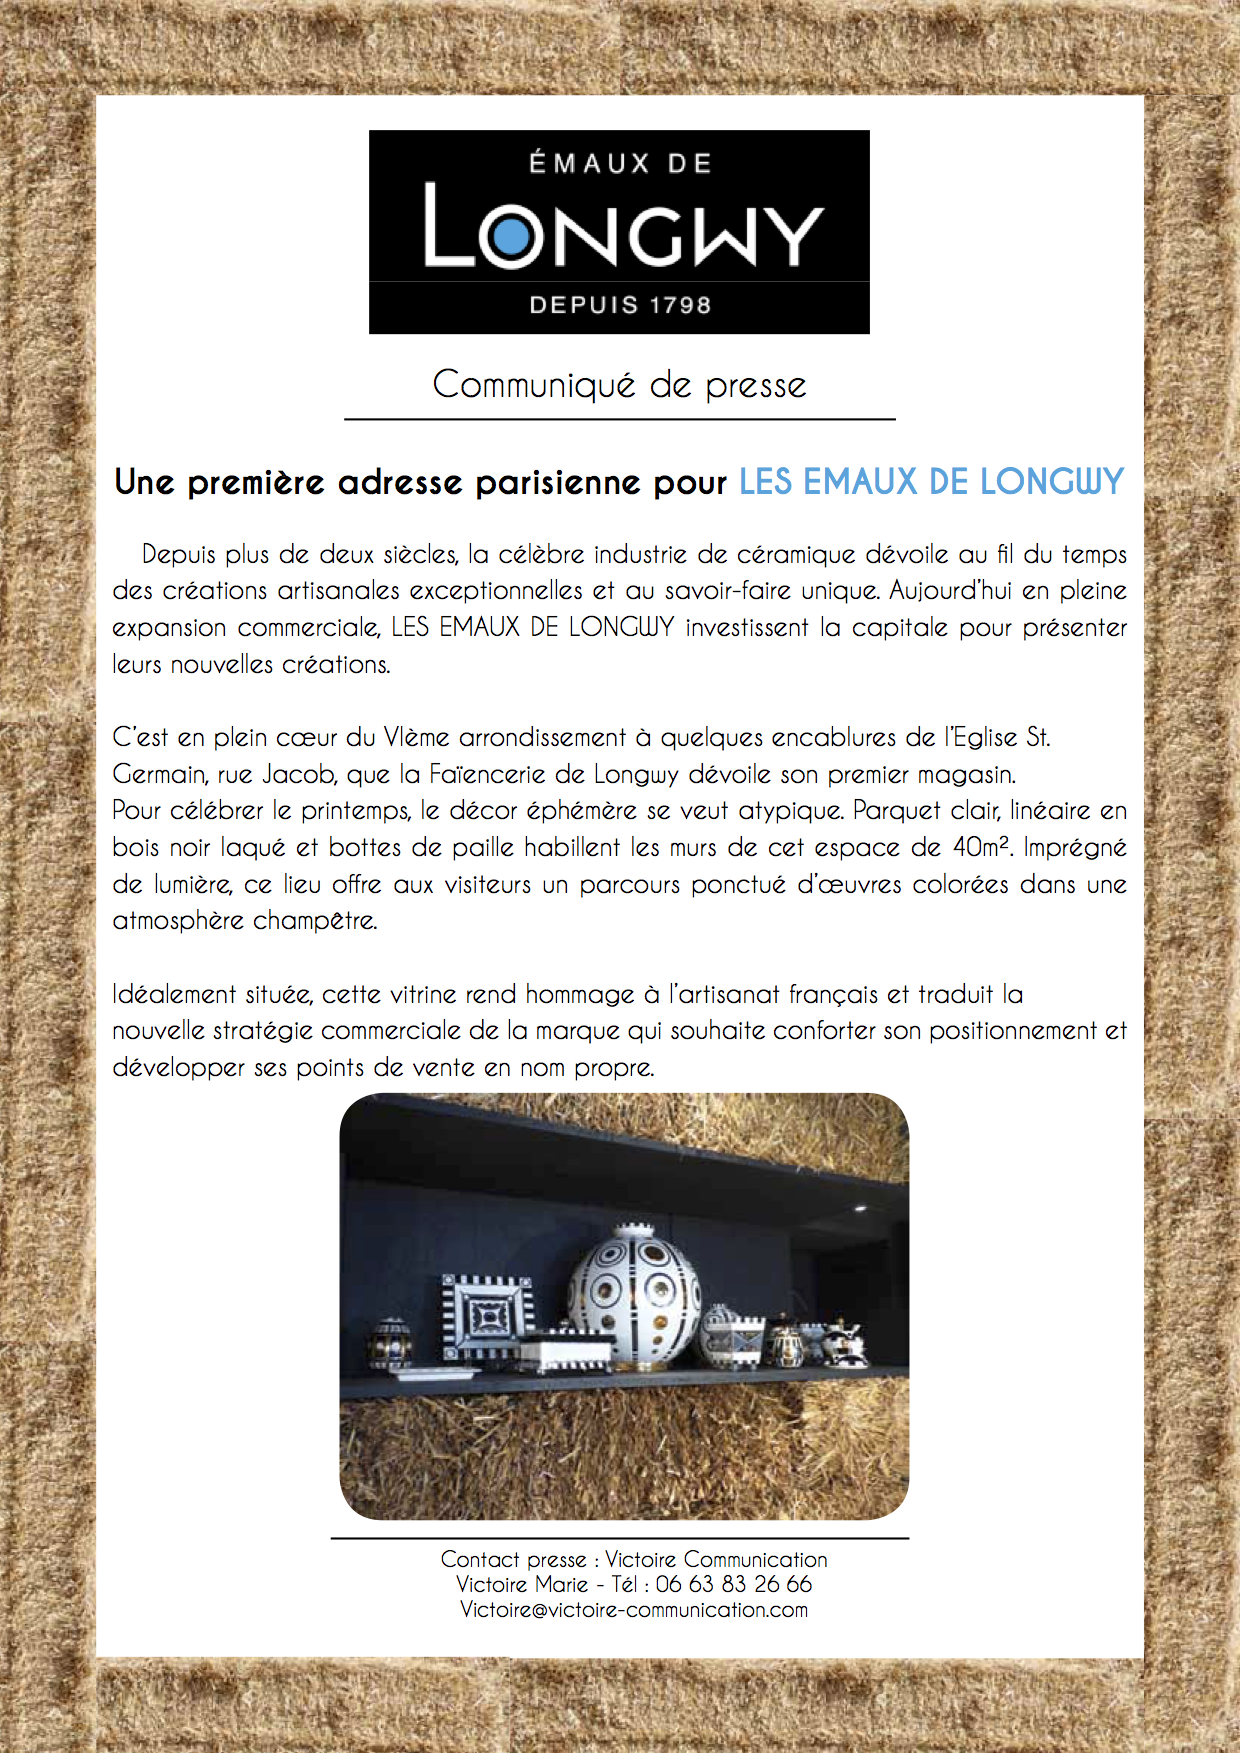 ÉMAUX DE
LONGWY
DEPUIS 1798
Communiqué de presse
Une première adresse parisienne pour LES EMAUX DE LONGWY
Depuis plus de deux siècles, la célèbre industrie de céramique dévoile au fil du temps
des créations artisanales exceptionnelles et au savoir-faire unique. Aujourd'hui en pleine
expansion commerciale, LES EMAUX DE LONGWY investissent la capitale pour présenter
leurs nouvelles créations.
C'est en plein cœur du VIème arrondissement à quelques encablures de l'Eglise St.
Germain, rue Jacob, que la Faïencerie de Longwy dévoile son premier magasin.
Pour célébrer le printemps, le décor éphémère se veut atypique. Parquet clair, linéaire en
bois noir laqué et bottes de paille habillent les murs de cet espace de 40m². Imprégné
de lumière, ce lieu offre aux visiteurs un parcours ponctué d'œuvres colorées dans une
atmosphère champêtre.
Idéalement située, cette vitrine rend hommage à l'artisanat français et traduit la
nouvelle stratégie commerciale de la marque qui souhaite conforter son positionnement et
développer ses points de vente en nom propre.
Contact presse : Victoire Communication
Victoire Marie - Tél : 06 63 83 26 66
Victoire@victoire-communication.com